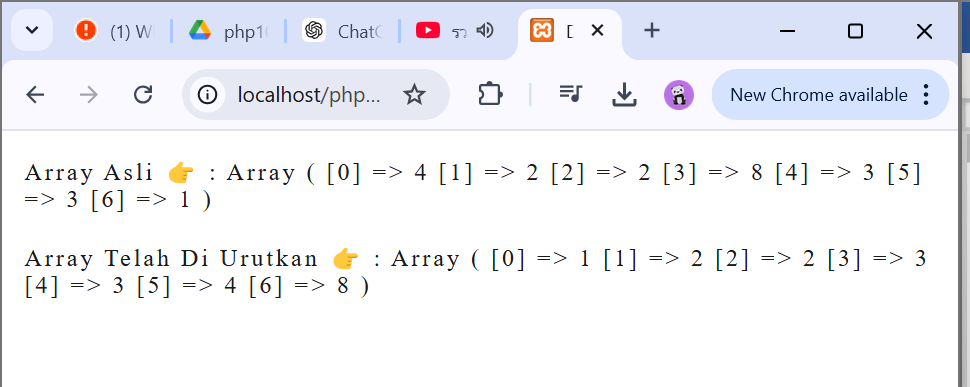 (1) W
php1
Chat
รว
localhost/php...
New Chrome available
Array Asli 👉 : Array ( [0] => 4 [1] => 2 [2] => 2 [3] => 8 [4] => 3 [5]
=> 3 [6] => 1 )
Array Telah Di Urutkan 👉 : Array ( [0] => 1 [1] => 2 [2] => 2 [3] => 3
[4] => 3 [5] => 4 [6] => 8 )